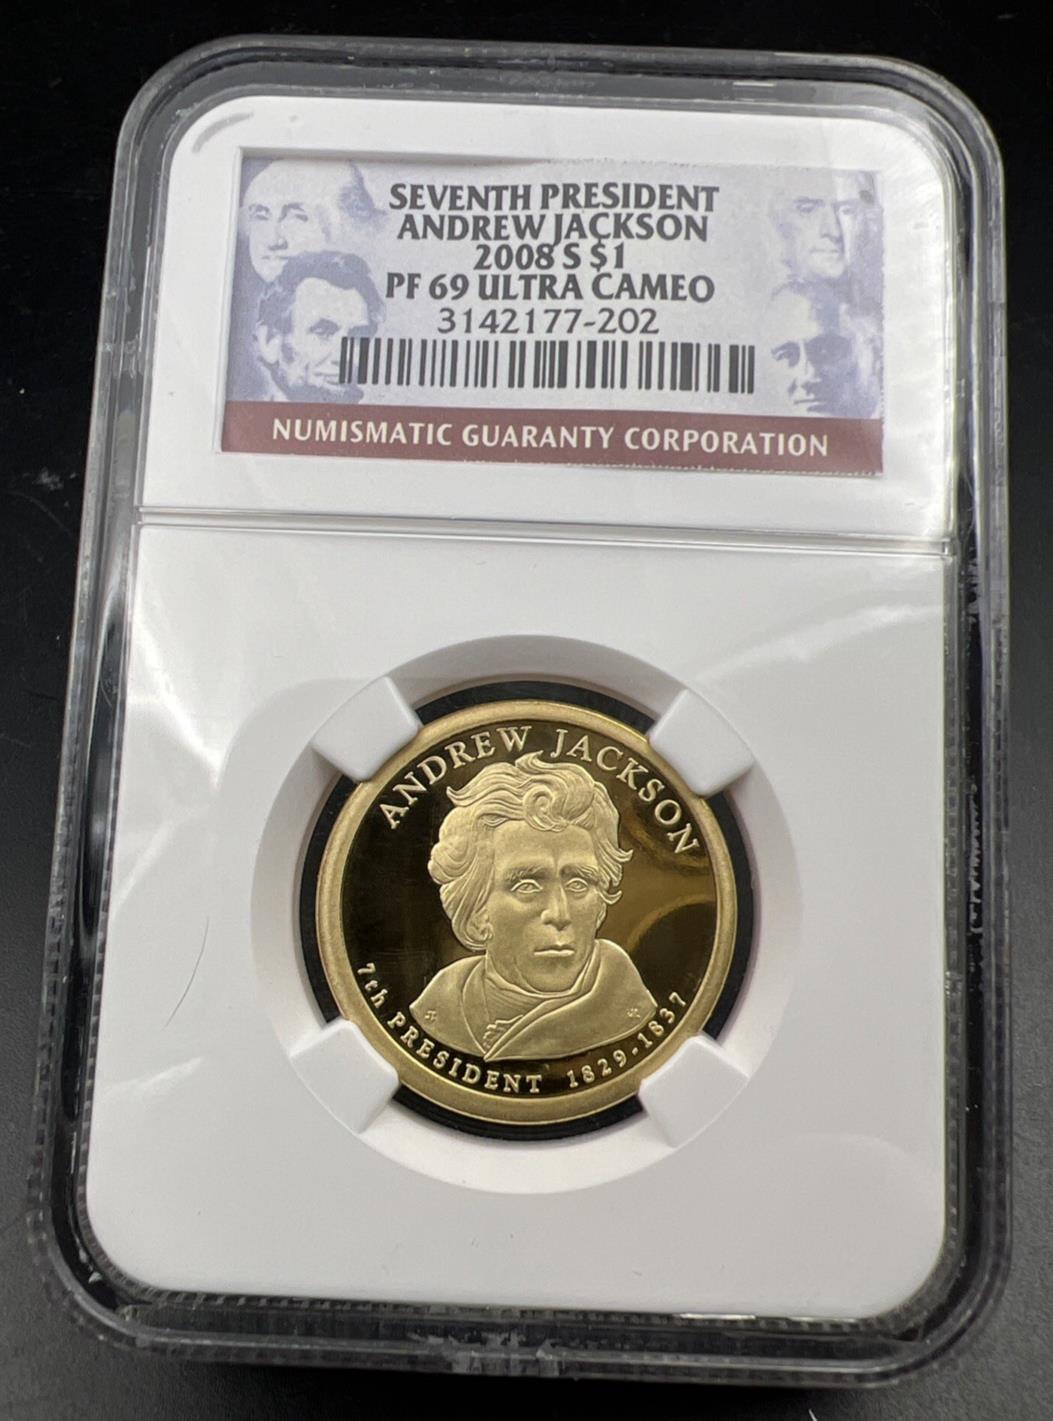 SEVENTH PRESIDENT
ANDREW JACKSON
2008 S $1
PF 69 ULTRA CAMEO
3142177-202
NUMISMATIC GUARANTY CORPORATION
ANDREW JACKSON
7th PRESIDENT 1829-1837